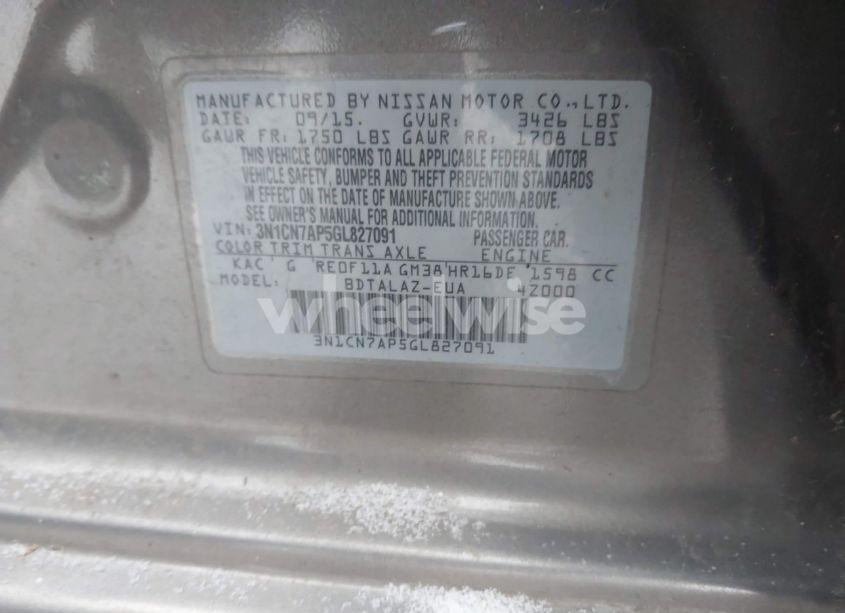 MANUFACTURED BY NISSAN MOTOR CO.,LTD.
DATE: 09/15. GVWR: 3426 LBS
GAWR FR: 1750 LBS GAWR RR: 1708 LBS
THIS VEHICLE CONFORMS TO ALL APPLICABLE FEDERAL MOTOR
VEHICLE SAFETY, BUMPER AND THEFT PREVENTION STANDARDS
IN EFFECT ON THE DATE OF MANUFACTURE SHOWN ABOVE.
SEE OWNER'S MANUAL FOR ADDITIONAL INFORMATION.
VIN: 3N1CN7AP5GL827091 PASSENGER CAR.
COLOR TRIM TRANS AXLE ENGINE
KAC G RE0F11A GM38 HR16DE 1598 CC
MODEL: BDTALAZ-EUA 4Z000
wheelwise
3N1CN7AP5GL827091